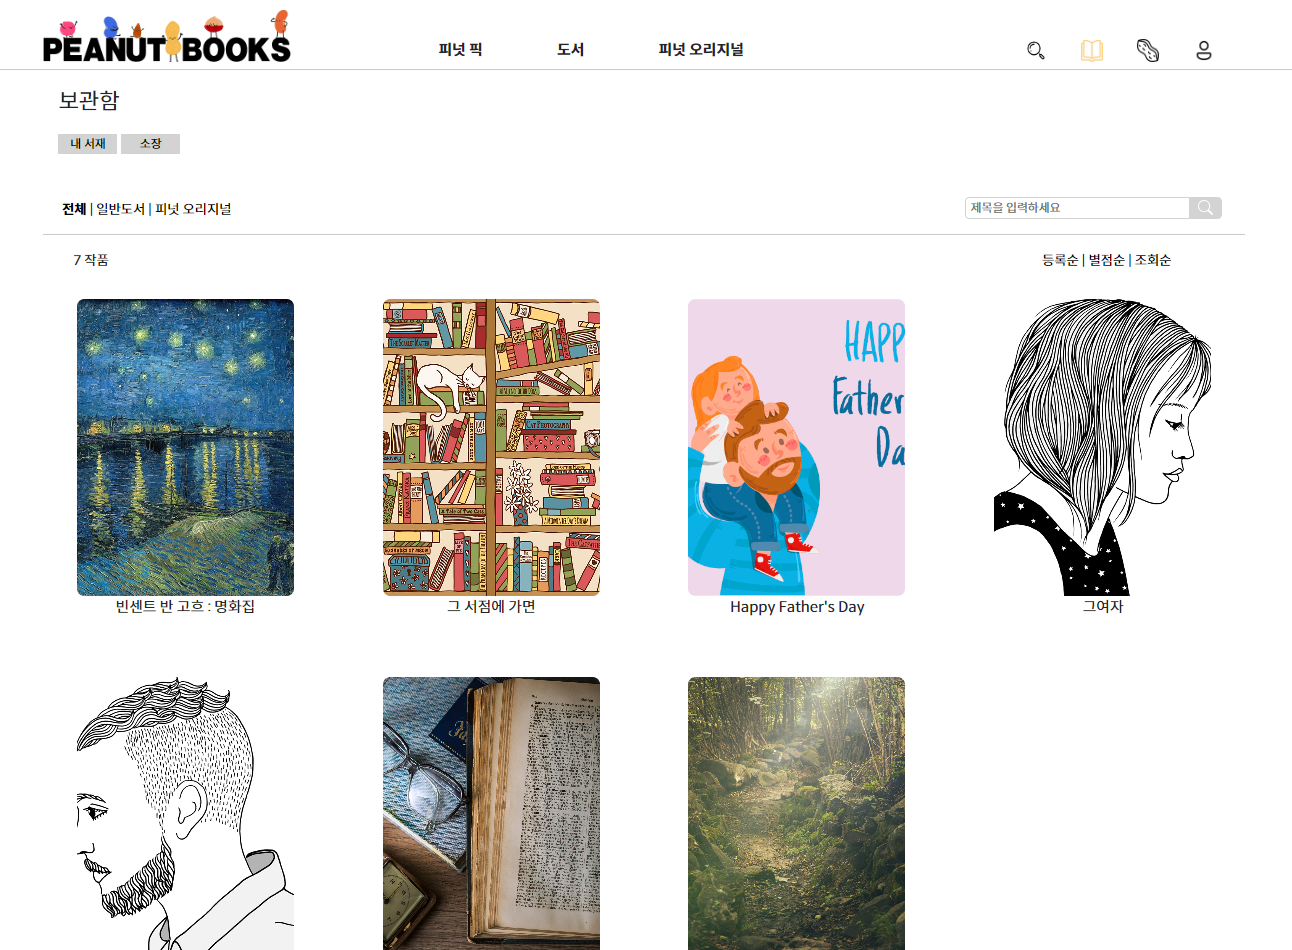 PEANUT BOOKS
피넛 픽
도서
피넛 오리지널
보관함
내 서재
소장
전체 | 일반도서 | 피넛 오리지널
제목을 입력하세요
7 작품
등록순 | 별점순 | 조회순
HAPP
Father
Da
빈센트 반 고흐 : 명화집
그 서점에 가면
Happy Father's Day
그여자